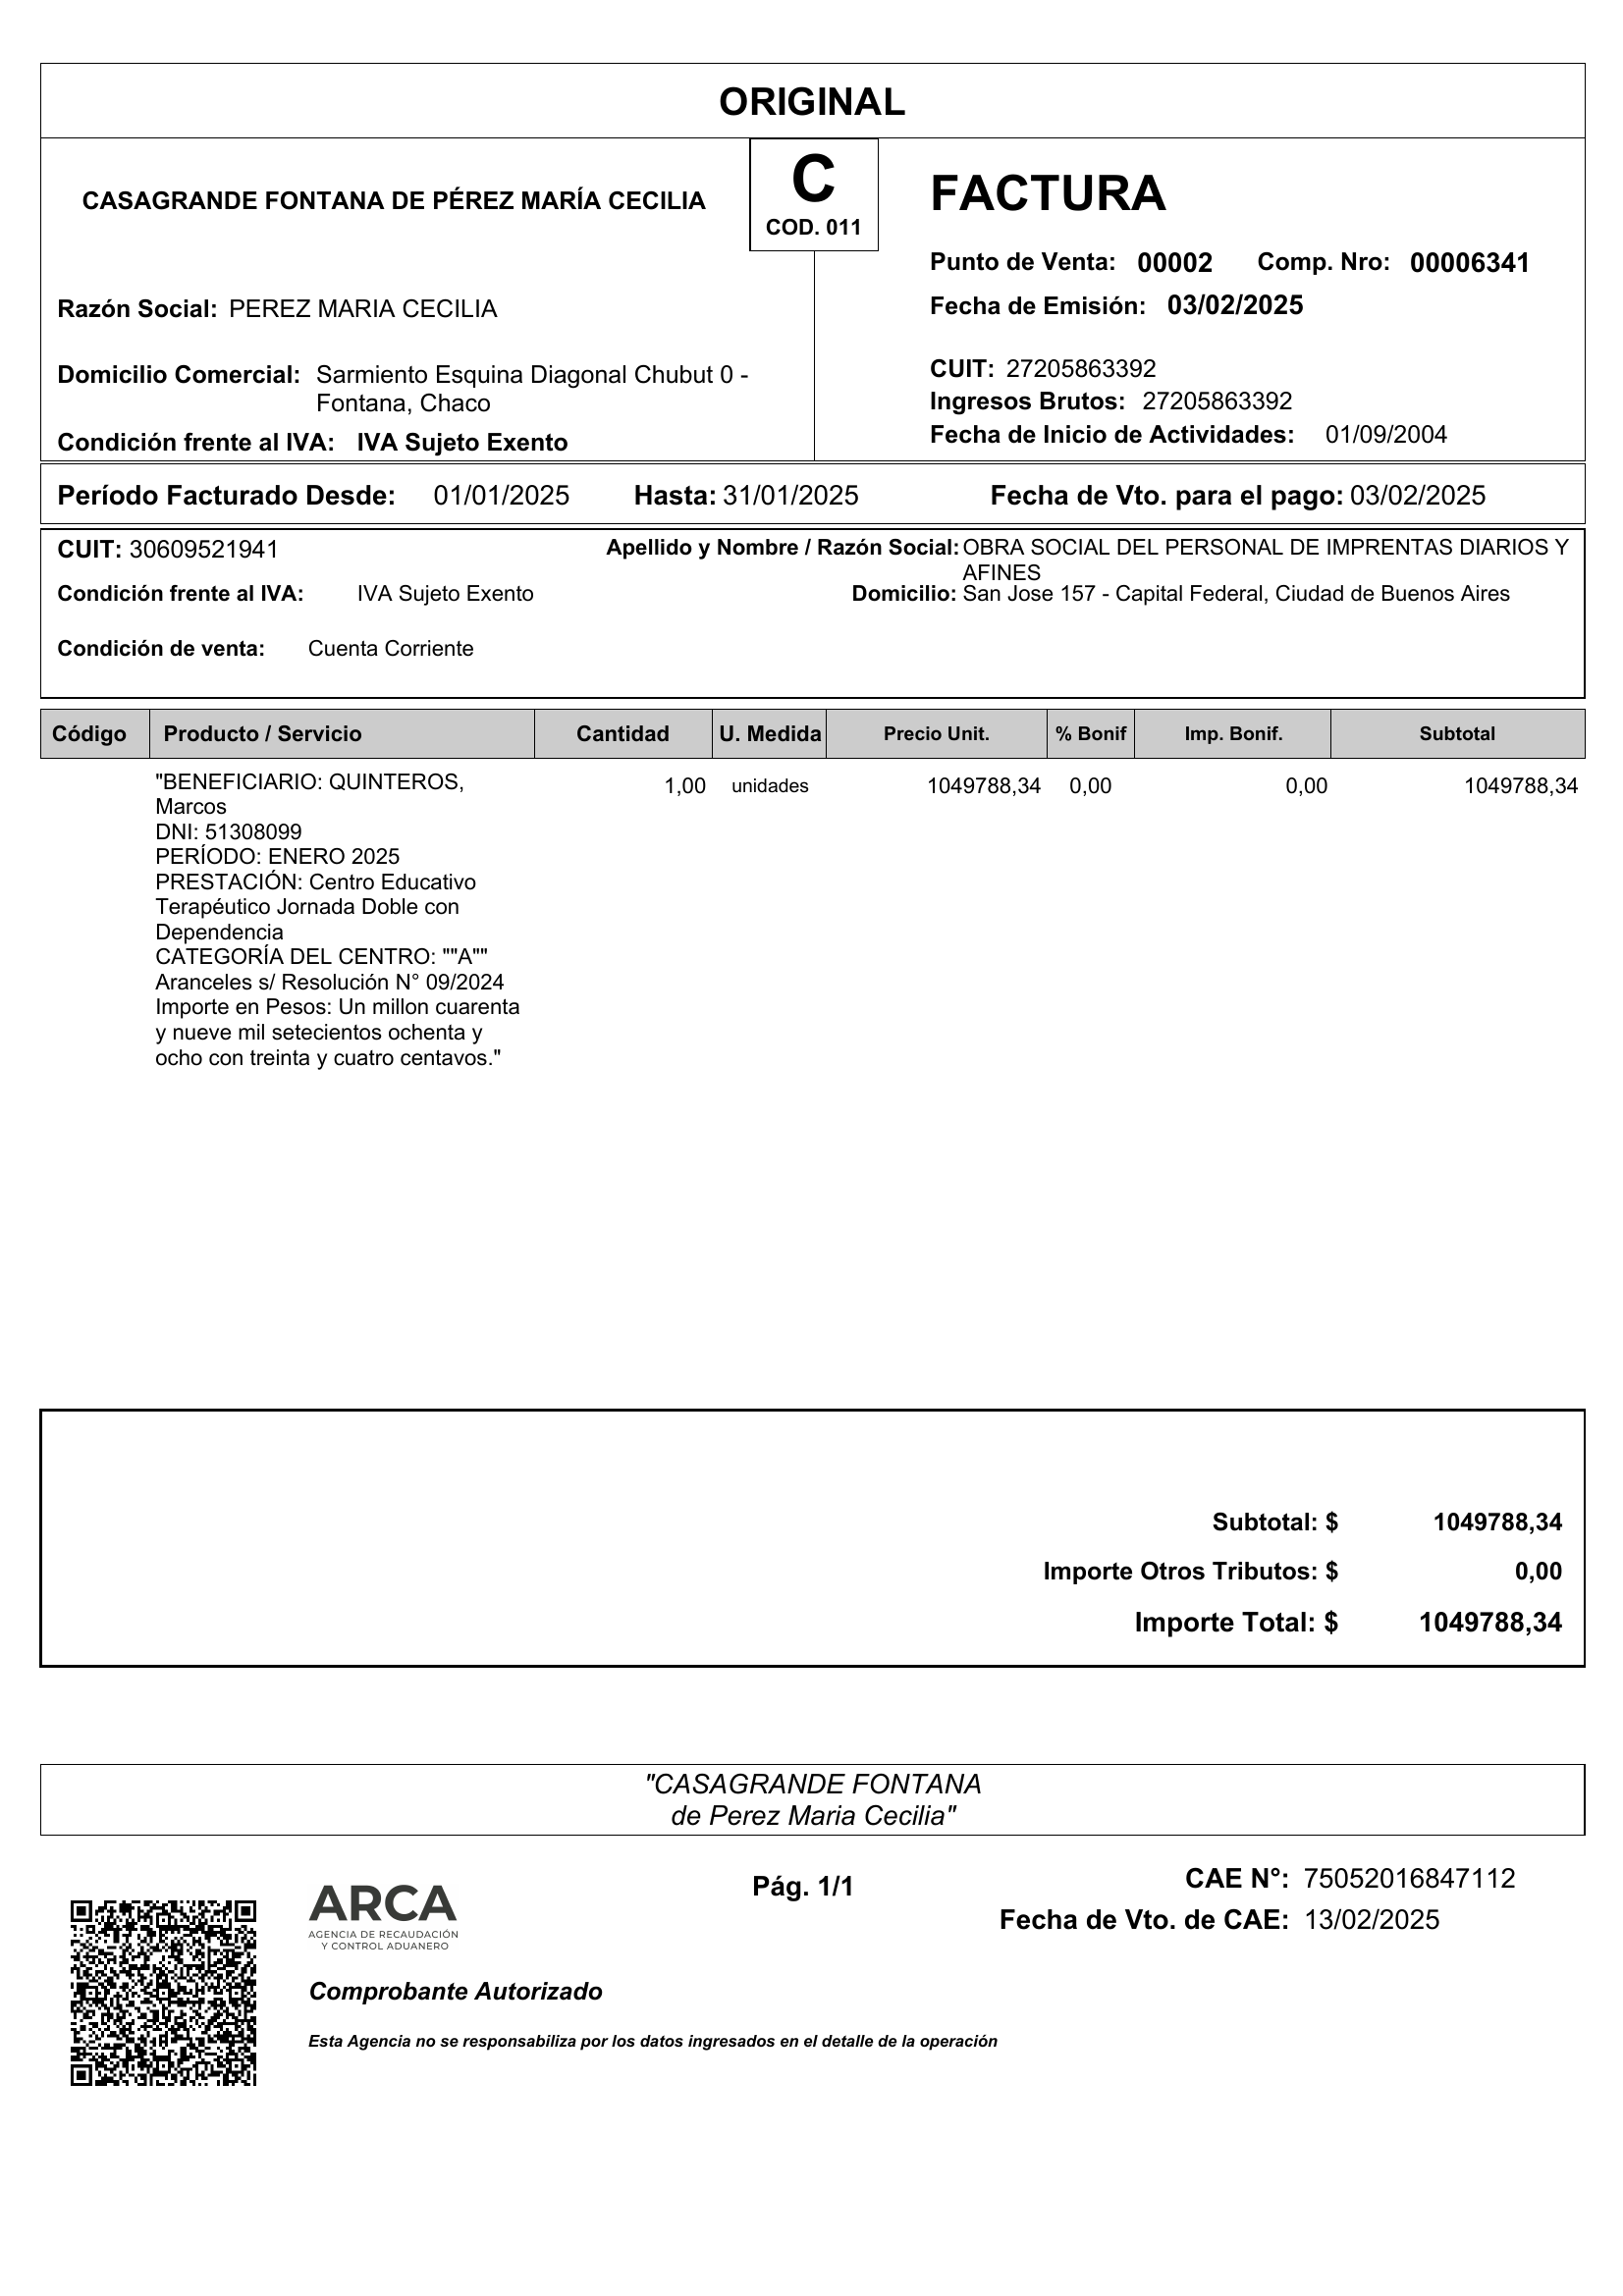 ORIGINAL
C
COD. 011
CASAGRANDE FONTANA DE PÉREZ MARÍA CECILIA
Razón Social: PEREZ MARIA CECILIA
Domicilio Comercial: Sarmiento Esquina Diagonal Chubut 0 -
Fontana, Chaco
Condición frente al IVA: IVA Sujeto Exento
FACTURA
Punto de Venta: 00002 Comp. Nro: 00006341
Fecha de Emisión: 03/02/2025
CUIT: 27205863392
Ingresos Brutos: 27205863392
Fecha de Inicio de Actividades: 01/09/2004
Período Facturado Desde: 01/01/2025 Hasta: 31/01/2025 Fecha de Vto. para el pago: 03/02/2025
CUIT: 30609521941 Apellido y Nombre / Razón Social: OBRA SOCIAL DEL PERSONAL DE IMPRENTAS DIARIOS Y
AFINES
Condición frente al IVA: IVA Sujeto Exento Domicilio: San Jose 157 - Capital Federal, Ciudad de Buenos Aires
Condición de venta: Cuenta Corriente
Código Producto / Servicio Cantidad U. Medida Precio Unit. % Bonif Imp. Bonif. Subtotal
"BENEFICIARIO: QUINTEROS, 1,00 unidades 1049788,34 0,00 0,00 1049788,34
Marcos
DNI: 51308099
PERÍODO: ENERO 2025
PRESTACIÓN: Centro Educativo
Terapéutico Jornada Doble con
Dependencia
CATEGORÍA DEL CENTRO: ""A""
Aranceles s/ Resolución N° 09/2024
Importe en Pesos: Un millon cuarenta
y nueve mil setecientos ochenta y
ocho con treinta y cuatro centavos."
Subtotal: $ 1049788,34
Importe Otros Tributos: $ 0,00
Importe Total: $ 1049788,34
"CASAGRANDE FONTANA
de Perez Maria Cecilia"
ARCA
AGENCIA DE RECAUDACIÓN
Y CONTROL ADUANERO
Pág. 1/1
CAE N°: 75052016847112
Fecha de Vto. de CAE: 13/02/2025
Comprobante Autorizado
Esta Agencia no se responsabiliza por los datos ingresados en el detalle de la operación